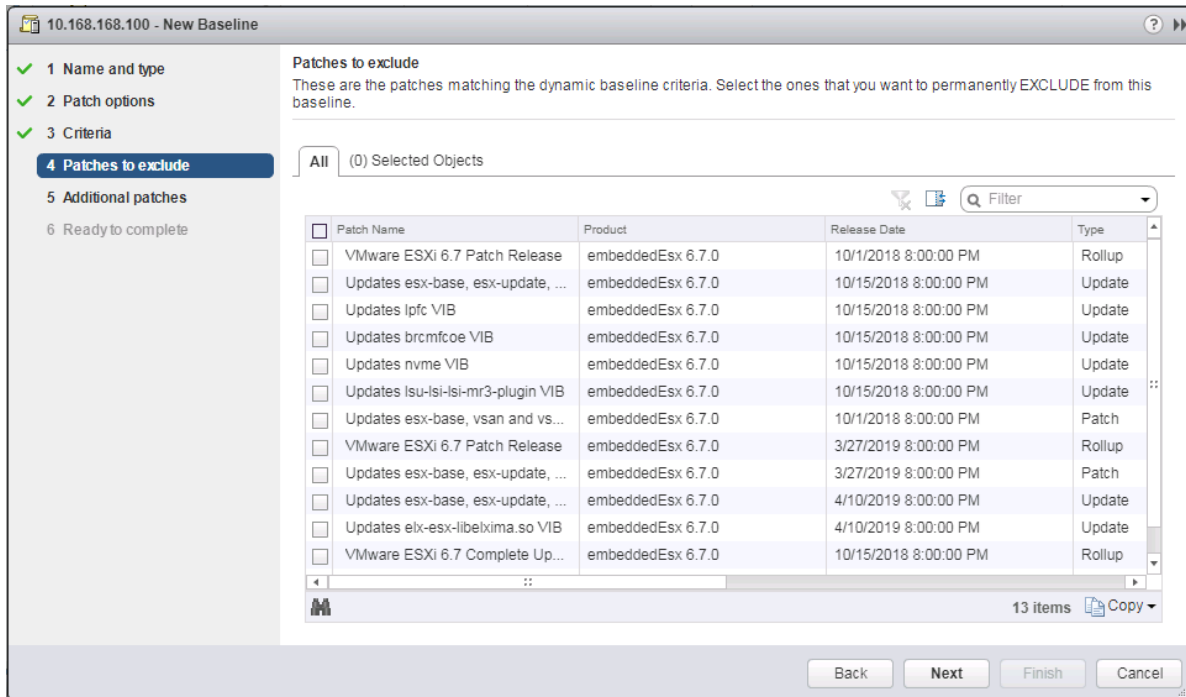 10.168.168.100 - New Baseline
1 Name and type
2 Patch options
3 Criteria
4 Patches to exclude
5 Additional patches
6 Ready to complete
Patches to exclude
These are the patches matching the dynamic baseline criteria. Select the ones that you want to permanently EXCLUDE from this
baseline.
All (0) Selected Objects
Filter
Patch Name Product Release Date Type
VMware ESXi 6.7 Patch Release embeddedEsx 6.7.0 10/1/2018 8:00:00 PM Rollup
Updates esx-base, esx-update, ... embeddedEsx 6.7.0 10/15/2018 8:00:00 PM Update
Updates lpfc VIB embeddedEsx 6.7.0 10/15/2018 8:00:00 PM Update
Updates brcmfcoe VIB embeddedEsx 6.7.0 10/15/2018 8:00:00 PM Update
Updates nvme VIB embeddedEsx 6.7.0 10/15/2018 8:00:00 PM Update
Updates lsu-lsi-lsi-mr3-plugin VIB embeddedEsx 6.7.0 10/15/2018 8:00:00 PM Update
Updates esx-base, vsan and vs... embeddedEsx 6.7.0 10/1/2018 8:00:00 PM Patch
VMware ESXi 6.7 Patch Release embeddedEsx 6.7.0 3/27/2019 8:00:00 PM Rollup
Updates esx-base, esx-update, ... embeddedEsx 6.7.0 3/27/2019 8:00:00 PM Patch
Updates esx-base, esx-update, ... embeddedEsx 6.7.0 4/10/2019 8:00:00 PM Update
Updates elx-esx-libelxima.so VIB embeddedEsx 6.7.0 4/10/2019 8:00:00 PM Update
VMware ESXi 6.7 Complete Up... embeddedEsx 6.7.0 10/15/2018 8:00:00 PM Rollup
13 items Copy
Back Next Finish Cancel